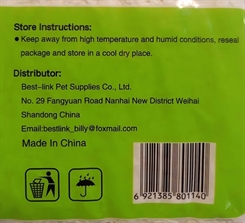 Store Instructions:
● Keep away from high temperature and humid conditions, reseal
package and store in a cool dry place.
Distributor:
Best-link Pet Supplies Co., Ltd.
No. 29 Fangyuan Road Nanhai New District Weihai
Shandong China
Email:bestlink_billy@foxmail.com
Made In China
6 921385 801140